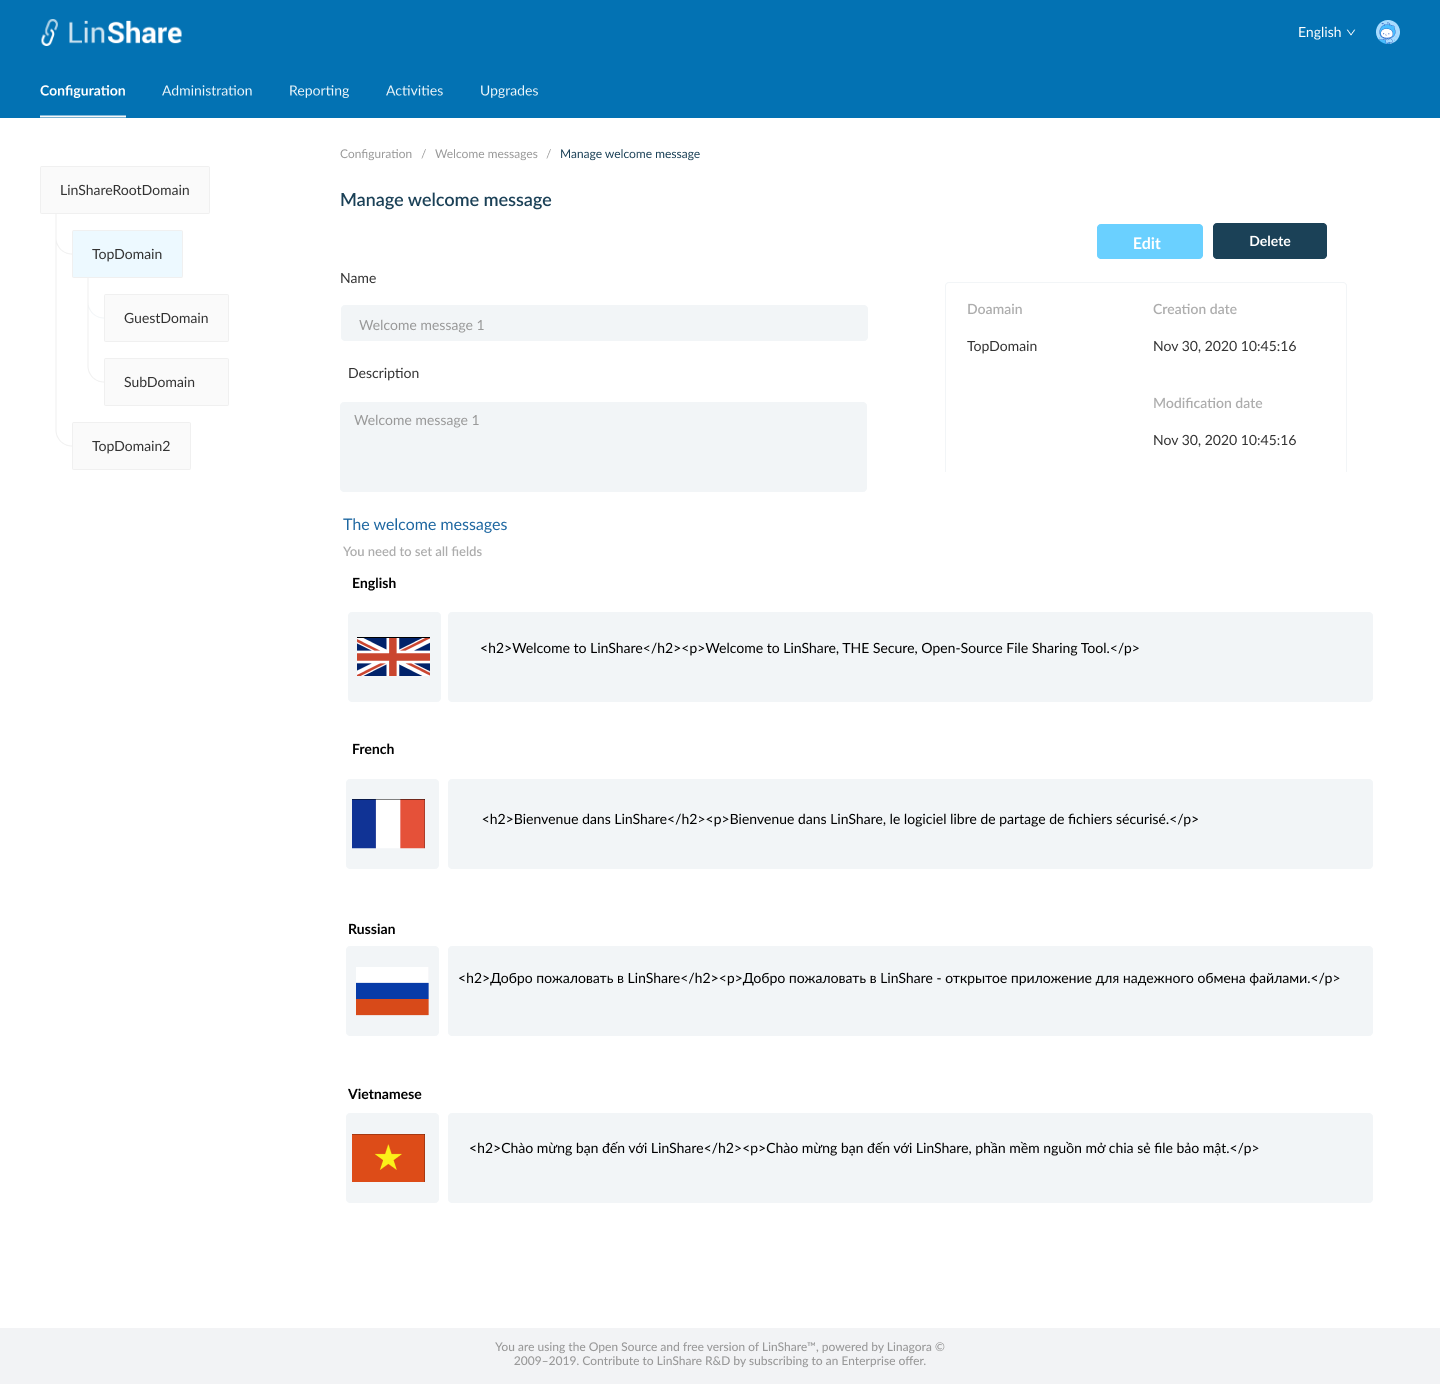 LinShare
English
Configuration Administration Reporting Activities Upgrades
LinShareRootDomain
TopDomain
GuestDomain
SubDomain
TopDomain2
Configuration / Welcome messages / Manage welcome message
Manage welcome message
Edit Delete
Name
Welcome message 1
Description
Welcome message 1
Doamain Creation date
TopDomain Nov 30, 2020 10:45:16
Modification date
Nov 30, 2020 10:45:16
The welcome messages
You need to set all fields
English
<h2>Welcome to LinShare</h2><p>Welcome to LinShare, THE Secure, Open-Source File Sharing Tool.</p>
French
<h2>Bienvenue dans LinShare</h2><p>Bienvenue dans LinShare, le logiciel libre de partage de fichiers sécurisé.</p>
Russian
<h2>Добро пожаловать в LinShare</h2><p>Добро пожаловать в LinShare - открытое приложение для надежного обмена файлами.</p>
Vietnamese
<h2>Chào mừng bạn đến với LinShare</h2><p>Chào mừng bạn đến với LinShare, phần mềm nguồn mở chia sẻ file bảo mật.</p>
You are using the Open Source and free version of LinShare™, powered by Linagora ©
2009–2019. Contribute to LinShare R&D by subscribing to an Enterprise offer.